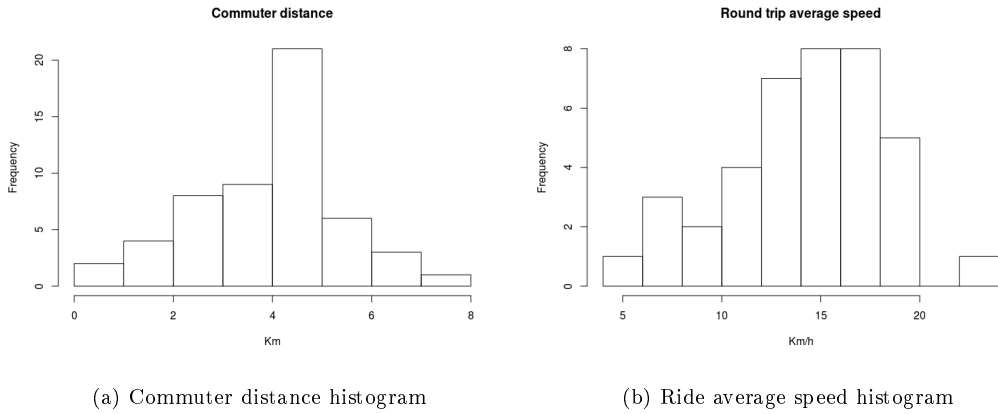 Commuter distance
Frequency
20
15
10
5
0
0 2 4 6 8
Km
(a) Commuter distance histogram
Round trip average speed
Frequency
8
6
4
2
0
5 10 15 20
Km/h
(b) Ride average speed histogram